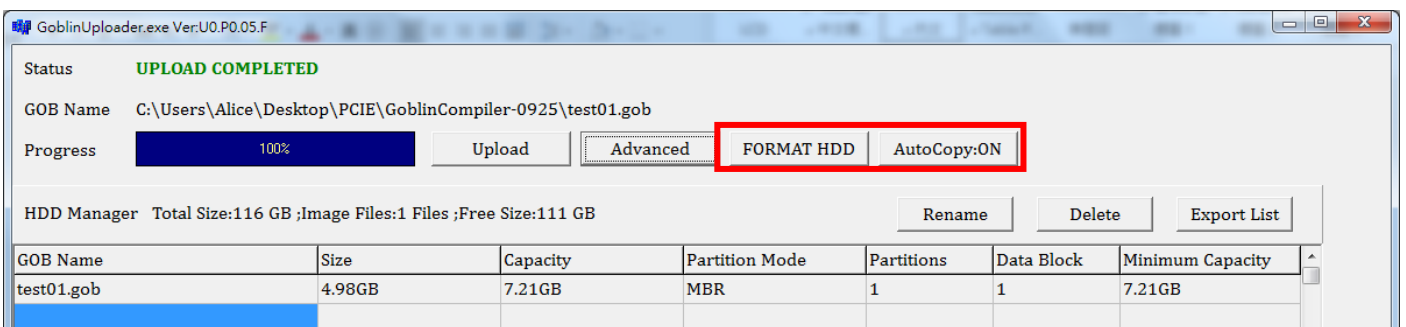 GoblinUploader.exe Ver:U0.P0.05.F
Status UPLOAD COMPLETED
GOB Name C:\Users\Alice\Desktop\PCIE\GoblinCompiler-0925\test01.gob
Progress 100% Upload Advanced FORMAT HDD AutoCopy:ON
HDD Manager Total Size:116 GB ;Image Files:1 Files ;Free Size:111 GB Rename Delete Export List
GOB Name Size Capacity Partition Mode Partitions Data Block Minimum Capacity
test01.gob 4.98GB 7.21GB MBR 1 1 7.21GB